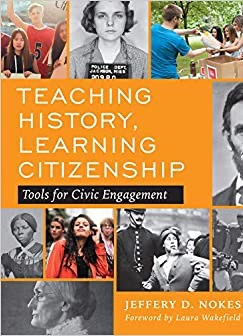 POLICE DEPT.
JACKSON, MISS
TEACHING
HISTORY,
LEARNING
CITIZENSHIP
Tools for Civic Engagement
JEFFERY D. NOKES
Foreword by Laura Wakefield